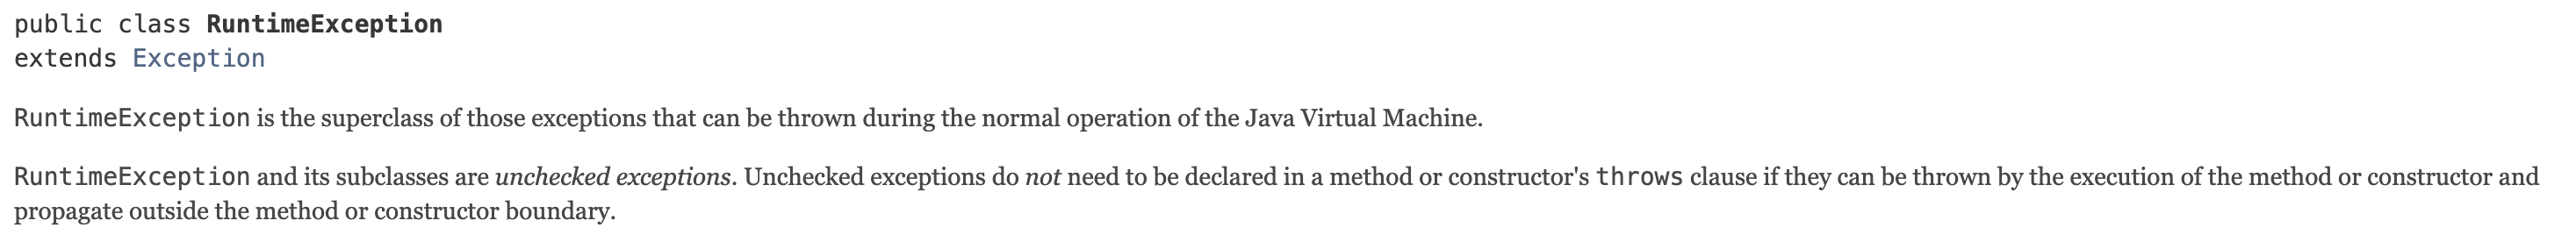 public class RuntimeException
extends Exception
RuntimeException is the superclass of those exceptions that can be thrown during the normal operation of the Java Virtual Machine.
RuntimeException and its subclasses are unchecked exceptions. Unchecked exceptions do not need to be declared in a method or constructor's throws clause if they can be thrown by the execution of the method or constructor and
propagate outside the method or constructor boundary.